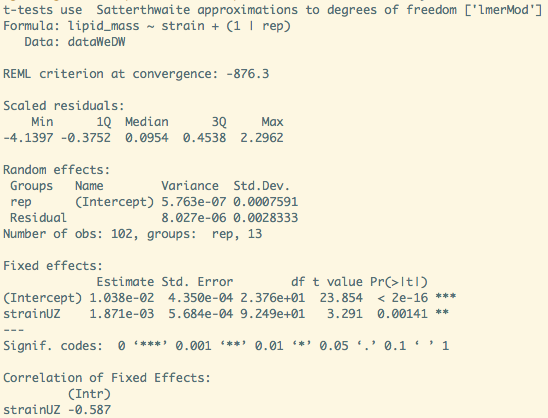 t-tests use  Satterthwaite approximations to degrees of freedom ['lmerMod']
Formula: lipid_mass ~ strain + (1 | rep)
   Data: dataWeDW

REML criterion at convergence: -876.3

Scaled residuals:
    Min      1Q  Median      3Q     Max
-4.1397 -0.3752  0.0954  0.4538  2.2962

Random effects:
 Groups   Name        Variance  Std.Dev.
 rep      (Intercept) 5.763e-07 0.0007591
 Residual             8.027e-06 0.0028333
Number of obs: 102, groups:  rep, 13

Fixed effects:
             Estimate Std. Error        df t value Pr(>|t|)
(Intercept) 1.038e-02  4.350e-04 2.376e+01  23.854  < 2e-16 ***
strainUZ    1.871e-03  5.684e-04 9.249e+01   3.291  0.00141 **
---
Signif. codes:  0 ‘***’ 0.001 ‘**’ 0.01 ‘*’ 0.05 ‘.’ 0.1 ‘ ’ 1

Correlation of Fixed Effects:
         (Intr)
strainUZ -0.587